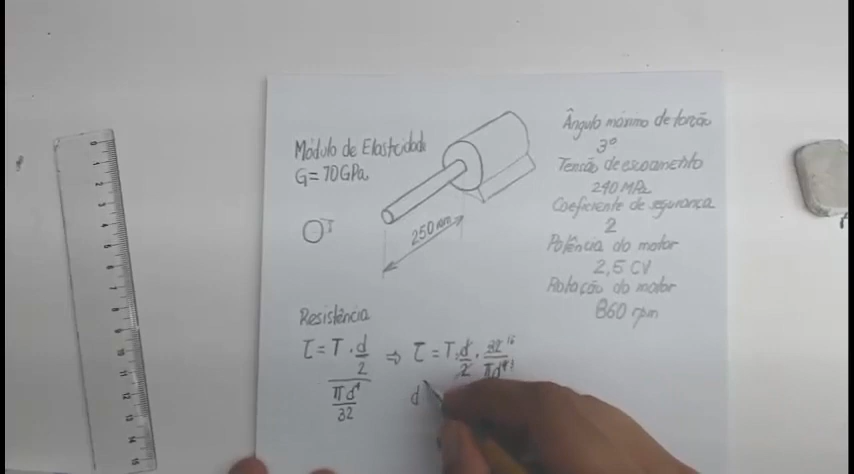 Módulo de Elasticidade
G = 70GPa
250 mm
Ângulo máximo de torção
3°
Tensão de escoamento
240 MPa
Coeficiente de segurança
2
Potência do motor
2,5 CV
Rotação do motor
860 rpm
Resistência
τ = T . d/2 / πd⁴/32 ⇒ τ = T . d/2 . 32 16/πd⁴
d